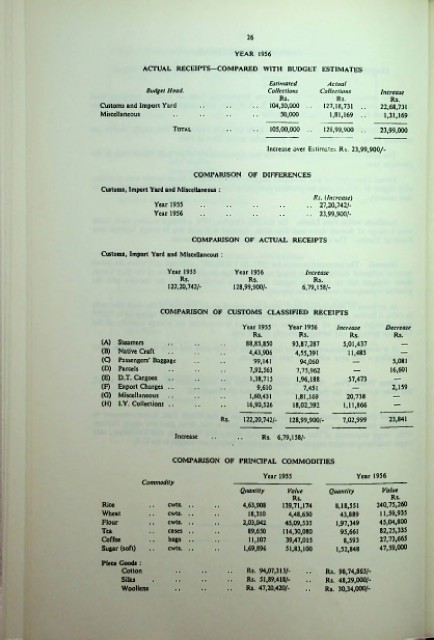 26
YEAR 1956
ACTUAL RECEIPTS—COMPARED WITH BUDGET ESTIMATES
Budget Head. Estimated Collections Actual Collections Increase
Rs. Rs. Rs.
Customs and Import Yard .. .. .. 104,50,000 .. 127,18,731 .. 22,68,731
Miscellaneous .. .. .. .. 50,000 1,81,169 .. 1,31,169
TOTAL .. .. 105,00,000 .. 128,99,900 .. 23,99,900
Increase over Estimates Rs. 23,99,900/-
COMPARISON OF DIFFERENCES
Customs, Import Yard and Miscellaneous :
Rs. (Increase)
Year 1955 .. .. .. .. .. 27,20,742/-
Year 1956 .. .. .. .. .. 23,99,900/-
COMPARISON OF ACTUAL RECEIPTS
Customs, Import Yard and Miscellaneous :
Year 1955 Year 1956 Increase
Rs. Rs. Rs.
122,20,742/- 128,99,900/- 6,79,158/-
COMPARISON OF CUSTOMS CLASSIFIED RECEIPTS
Year 1955 Year 1956 Increase Decrease
Rs. Rs. Rs. Rs.
(A) Steamers .. .. .. 88,85,850 93,87,287 5,01,437 —
(B) Native Craft .. .. .. 4,43,906 4,55,391 11,485 —
(C) Passengers' Baggage .. .. 99,141 94,060 — 5,081
(D) Parcels .. .. .. 7,92,563 7,75,962 — 16,601
(E) D.T. Cargoes .. .. .. 1,38,715 1,96,188 57,473 —
(F) Export Charges .. .. .. 9,610 7,451 — 2,159
(G) Miscellaneous .. .. .. 1,60,431 1,81,169 20,738 —
(H) I.Y. Collections .. .. .. 16,90,526 18,02,392 1,11,866 —
Rs. 122,20,742/- 128,99,900/- 7,02,999 23,841
Increase .. .. Rs. 6,79,158/-
COMPARISON OF PRINCIPAL COMMODITIES
Commodity Year 1955 Year 1956
Quantity Value Quantity Value
Rs. Rs.
Rice .. cwts. .. .. 4,63,908 139,71,174 8,18,551 240,75,260
Wheat .. cwts. .. .. 18,310 4,48,650 43,889 11,59,935
Flour .. cwts. .. .. 2,03,042 45,09,535 1,97,349 45,04,800
Tea .. cases .. .. 89,650 114,30,080 95,661 82,25,335
Coffee .. bags .. .. 11,107 39,47,015 8,593 27,73,665
Sugar (soft) .. cwts. .. .. 1,69,896 51,83,100 1,52,848 47,59,000
Piece Goods :
Cotton .. .. .. Rs. 94,07,313/- .. Rs. 98,74,865/-
Silks .. .. .. Rs. 51,89,418/- .. Rs. 48,29,000/-
Woollens .. .. .. Rs. 47,20,420/- .. Rs. 30,34,000/-